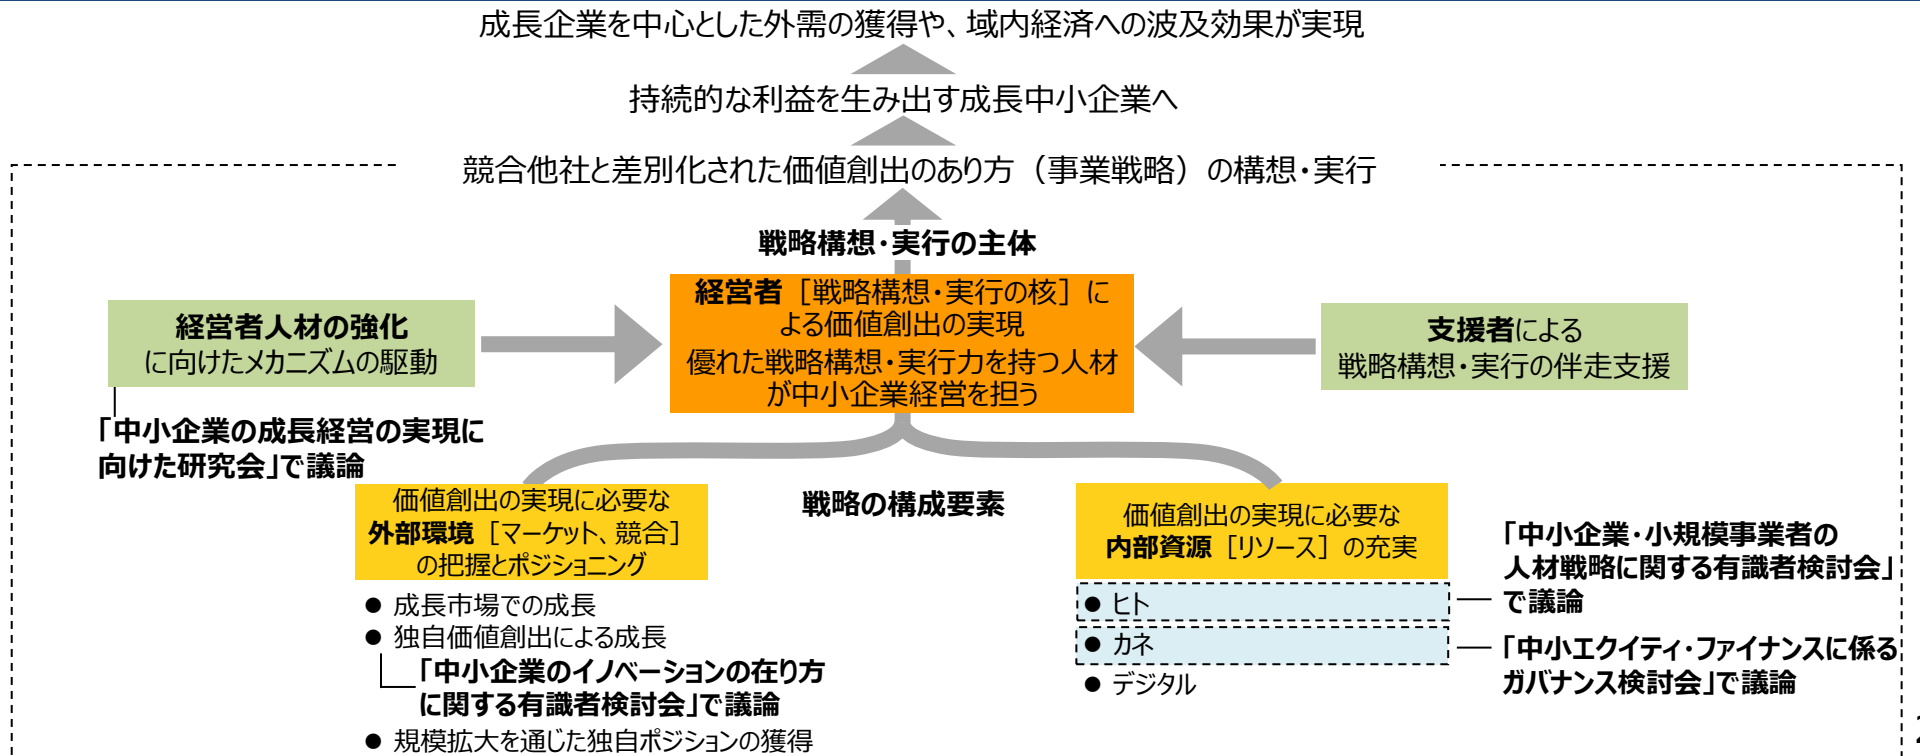 成長企業を中心とした外需の獲得や、域内経済への波及効果が実現
持続的な利益を生み出す成長中小企業へ
競合他社と差別化された価値創出のあり方（事業戦略）の構想・実行
戦略構想・実行の主体
経営者［戦略構想・実行の核］に
よる価値創出の実現
優れた戦略構想・実行力を持つ人材
が中小企業経営を担う
経営者人材の強化
に向けたメカニズムの駆動
「中小企業の成長経営の実現に
向けた研究会」で議論
支援者による
戦略構想・実行の伴走支援
戦略の構成要素
価値創出の実現に必要な
外部環境［マーケット、競合］
の把握とポジショニング
● 成長市場での成長
● 独自価値創出による成長
「中小企業のイノベーションの在り方
に関する有識者検討会」で議論
● 規模拡大を通じた独自ポジションの獲得
価値創出の実現に必要な
内部資源［リソース］の充実
● ヒト
● カネ
● デジタル
「中小企業・小規模事業者の
人材戦略に関する有識者検討会」
で議論
「中小エクイティ・ファイナンスに係る
ガバナンス検討会」で議論